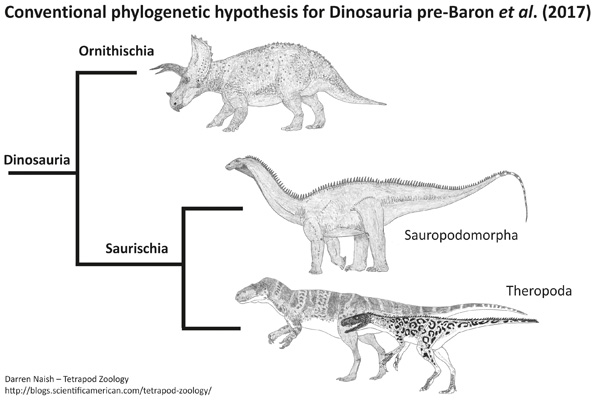 Conventional phylogenetic hypothesis for Dinosauria pre-Baron et al. (2017)
Ornithischia
Dinosauria
Sauropodomorpha
Saurischia
Theropoda
Darren Naish – Tetrapod Zoology
http://blogs.scientificamerican.com/tetrapod-zoology/